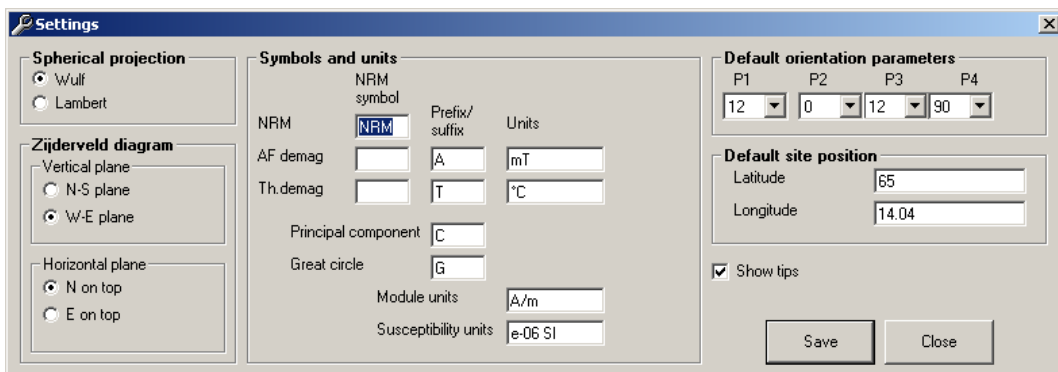 Settings
Spherical projection
Wulf
Lambert
Zijderveld diagram
Vertical plane
N-S plane
W-E plane
Horizontal plane
N on top
E on top
Symbols and units
NRM
symbol
Prefix/
suffix
Units
NRM
NRM
AF demag
A
mT
Th.demag
T
°C
Principal component
C
Great circle
G
Module units
A/m
Susceptibility units
e-06 SI
Default orientation parameters
P1 P2 P3 P4
12 0 12 90
Default site position
Latitude
65
Longitude
14.04
Show tips
Save
Close